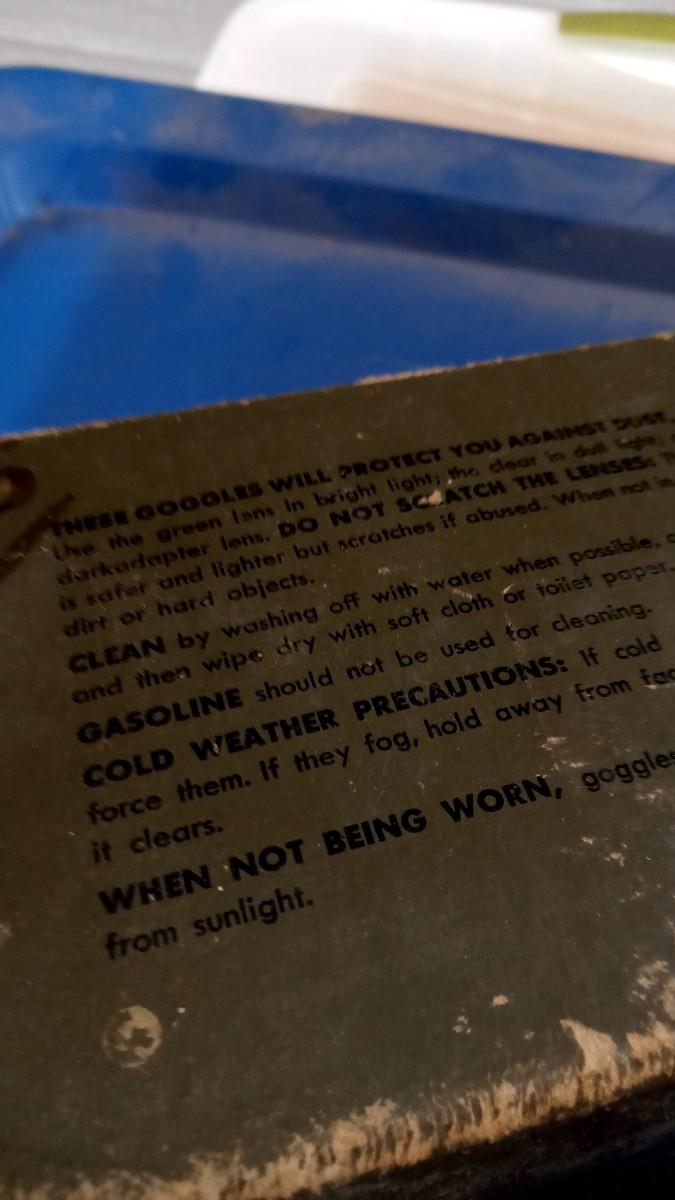 THESE GOGGLES WILL PROTECT YOU AGAINST DUST
Use the green lens in bright light; the clear in dull light;
darkadapter lens. DO NOT SCRATCH THE LENSES:
is safer and lighter but scratches if abused. When not in
dirt or hard objects.
CLEAN by washing off with water when possible,
and then wipe dry with soft cloth or toilet paper.
GASOLINE should not be used for cleaning.
COLD WEATHER PRECAUTIONS: If cold
force them. If they fog, hold away from
it clears.
WHEN NOT BEING WORN, goggles
from sunlight.